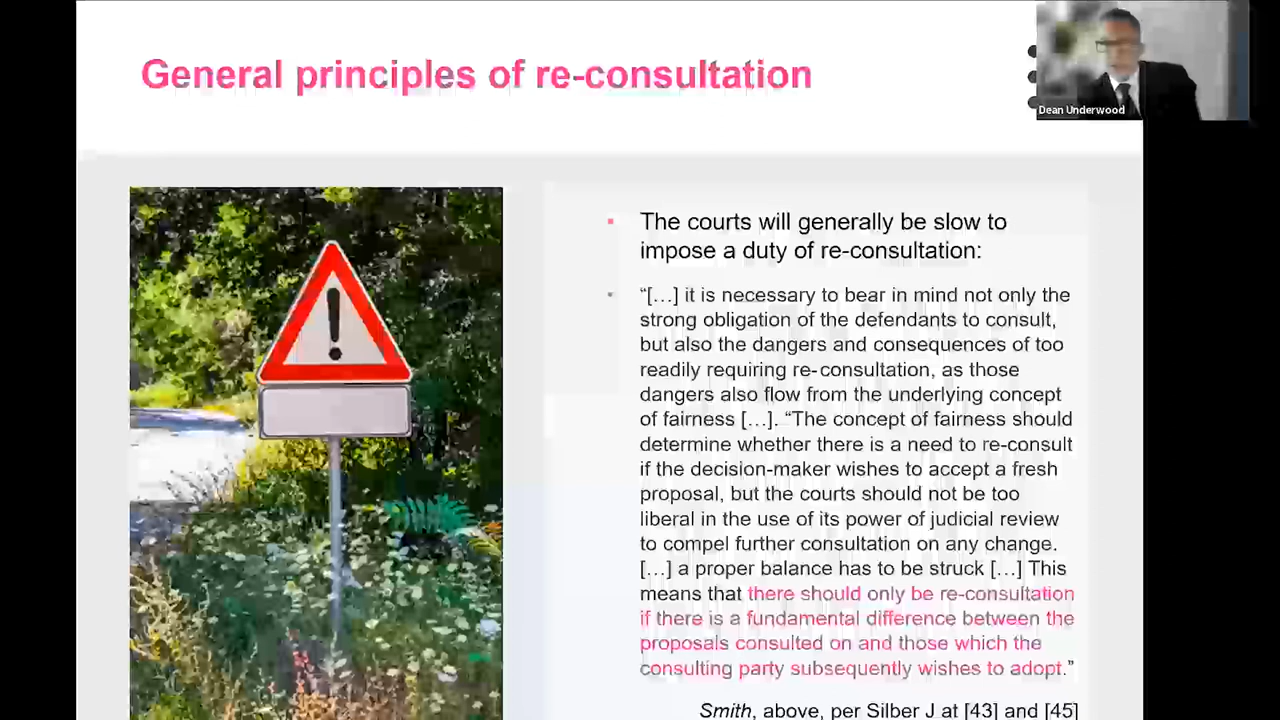 General principles of re-consultation
Dean Underwood
The courts will generally be slow to
impose a duty of re-consultation:
“[…] it is necessary to bear in mind not only the
strong obligation of the defendants to consult,
but also the dangers and consequences of too
readily requiring re-consultation, as those
dangers also flow from the underlying concept
of fairness […]. “The concept of fairness should
determine whether there is a need to re-consult
if the decision-maker wishes to accept a fresh
proposal, but the courts should not be too
liberal in the use of its power of judicial review
to compel further consultation on any change.
[…] a proper balance has to be struck […] This
means that there should only be re-consultation
if there is a fundamental difference between the
proposals consulted on and those which the
consulting party subsequently wishes to adopt.”
Smith, above, per Silber J at [43] and [45]